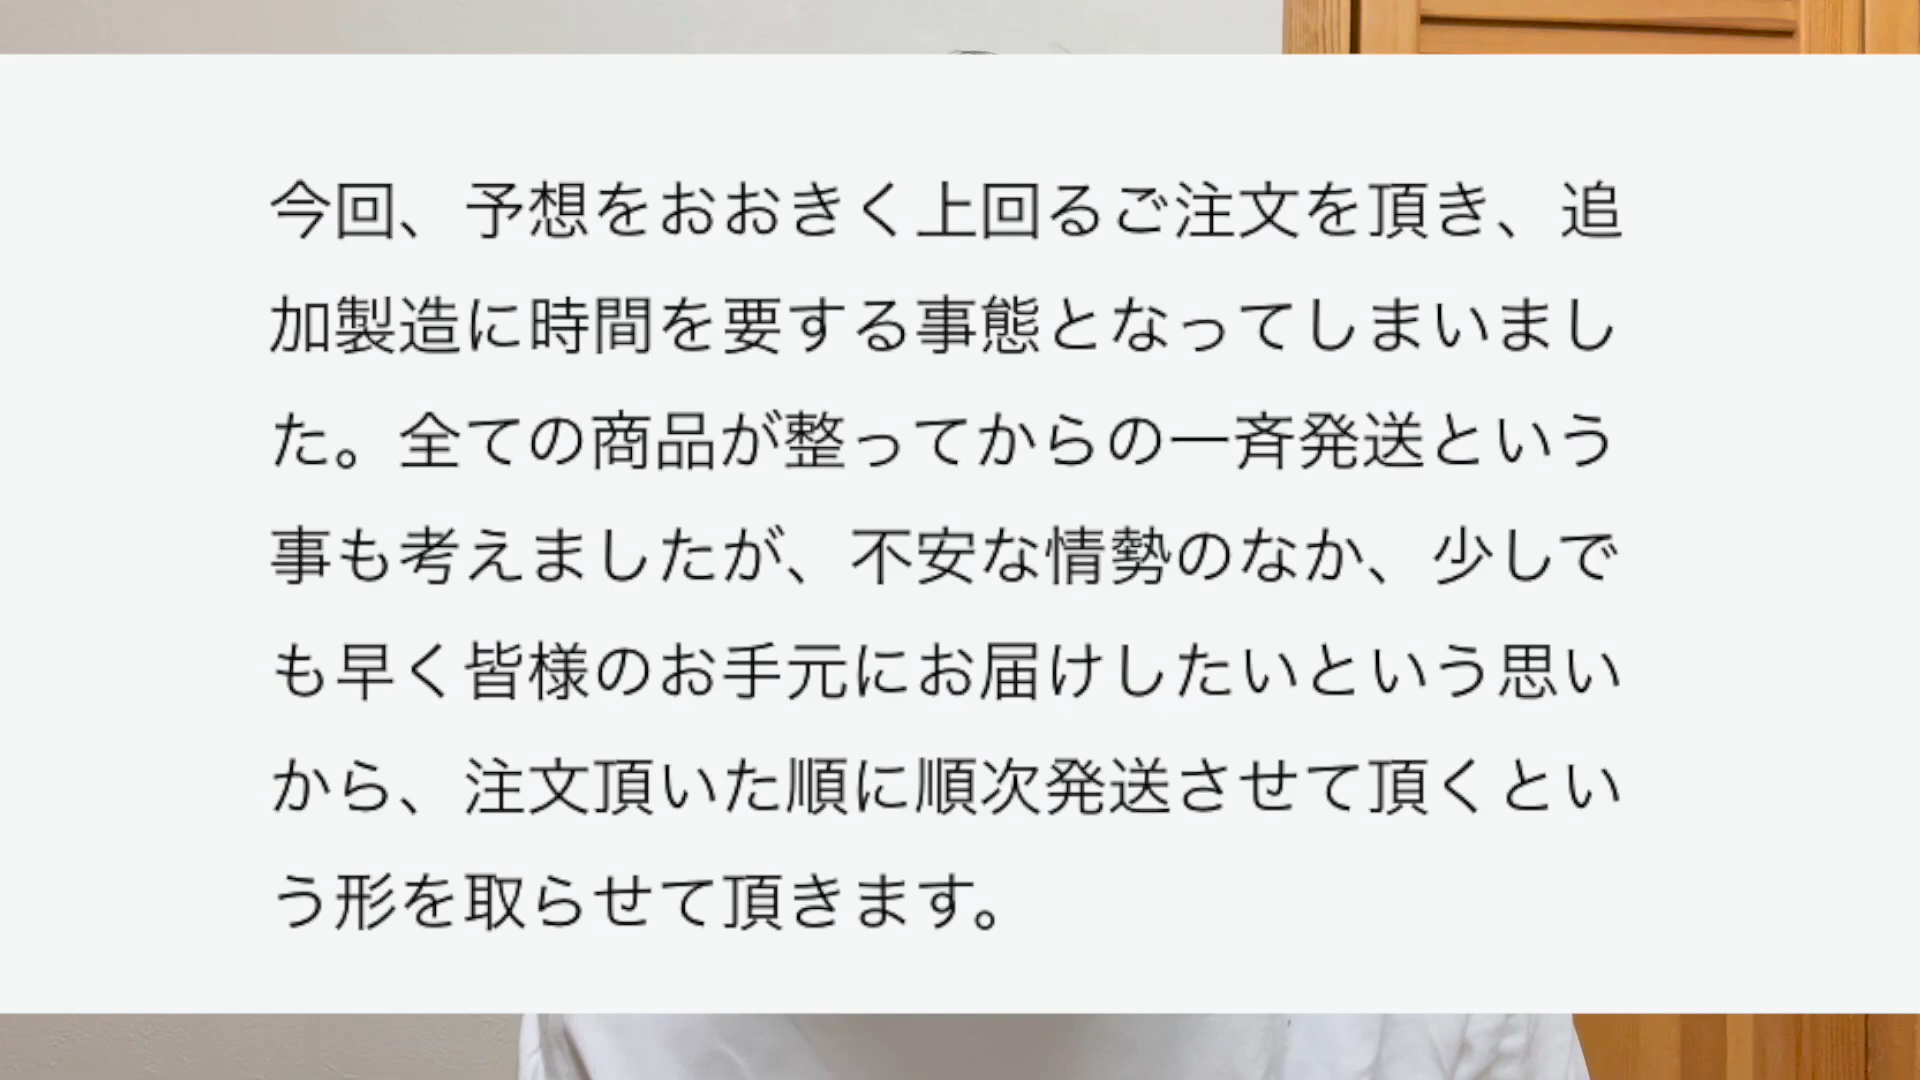 今回、予想をおおきく上回るご注文を頂き、追
加製造に時間を要する事態となってしまいまし
た。全ての商品が整ってからの一斉発送という
事も考えましたが、不安な情勢のなか、少しで
も早く皆様のお手元にお届けしたいという思い
から、注文頂いた順に順次発送させて頂くとい
う形を取らせて頂きます。